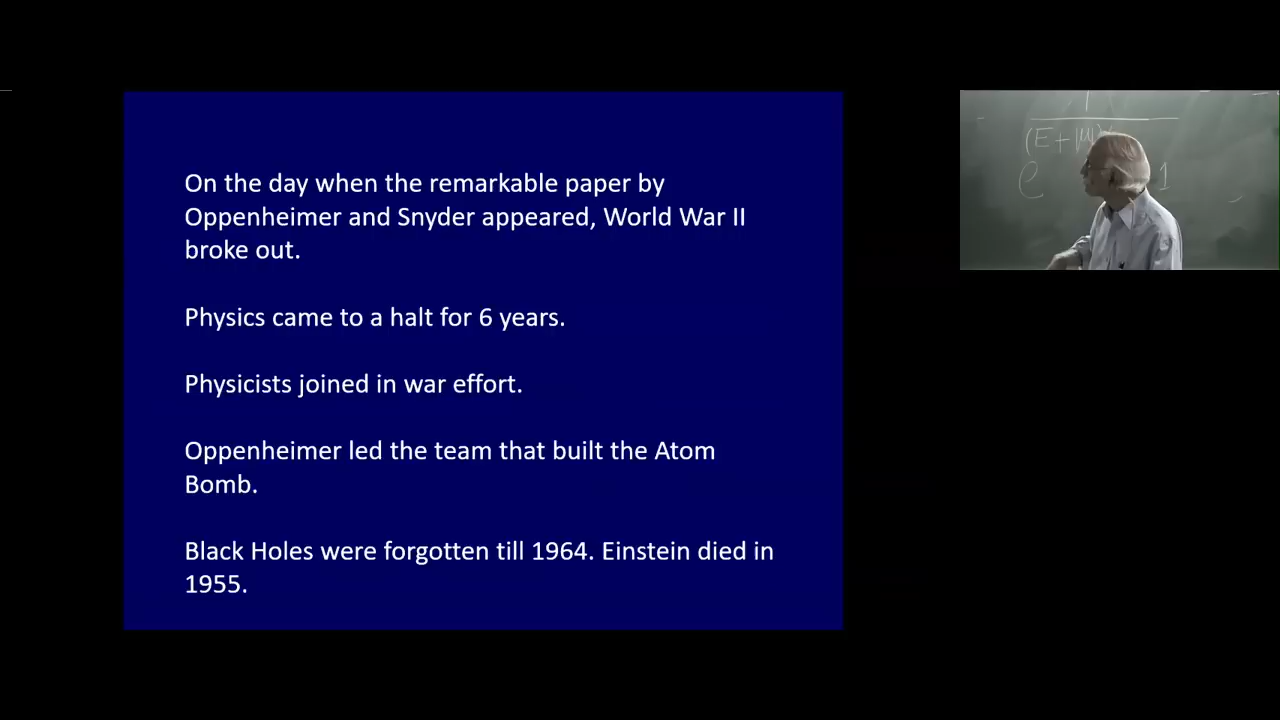 On the day when the remarkable paper by
Oppenheimer and Snyder appeared, World War II
broke out.
Physics came to a halt for 6 years.
Physicists joined in war effort.
Oppenheimer led the team that built the Atom
Bomb.
Black Holes were forgotten till 1964. Einstein died in
1955.
(E+
e
1